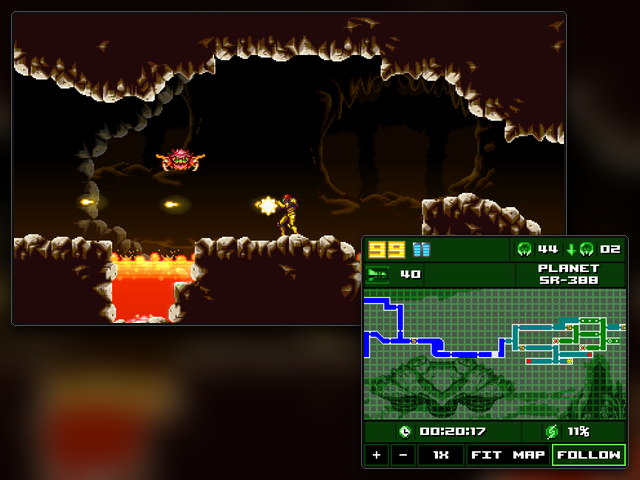 99 44 02
40 PLANET
SR-388
00:20:17 11%
+ - 1X FIT MAP FOLLOW